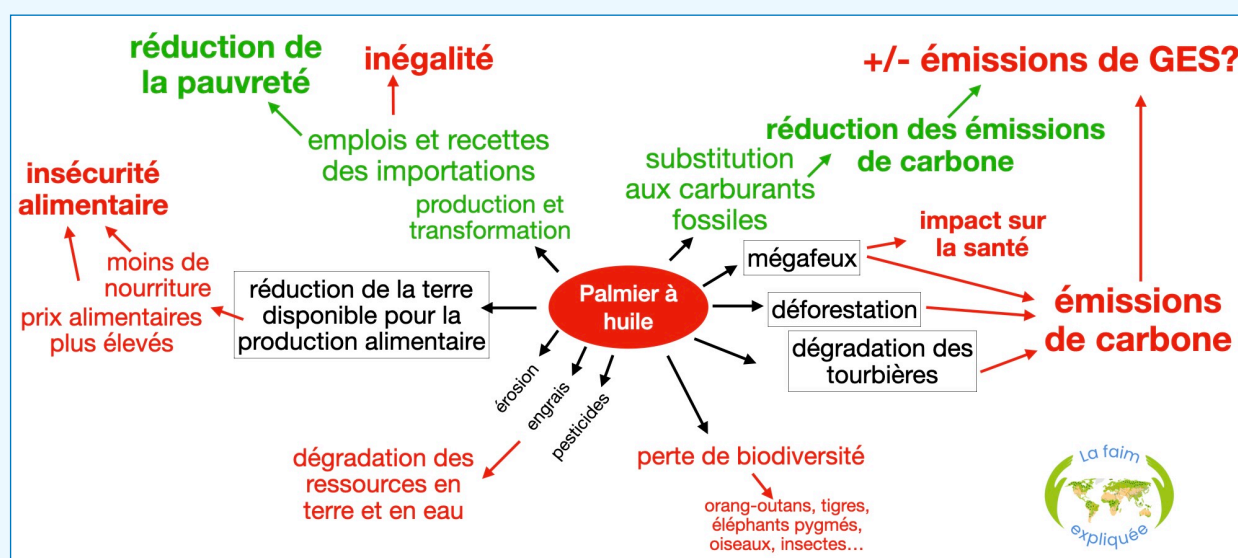 réduction de
la pauvreté
inégalité
+/- émissions de GES?
emplois et recettes
des importations
substitution
aux carburants
fossiles
réduction des émissions
de carbone
insécurité
alimentaire
production et
transformation
impact sur
la santé
mégafeux
moins de
nourriture
prix alimentaires
plus élevés
réduction de la terre
disponible pour la
production alimentaire
Palmier à
huile
déforestation
émissions
de carbone
dégradation des
tourbières
érosion
engrais
pesticides
dégradation des
ressources en
terre et en eau
perte de biodiversité
orang-outans, tigres,
éléphants pygmés,
oiseaux, insectes...
La faim
expliquée